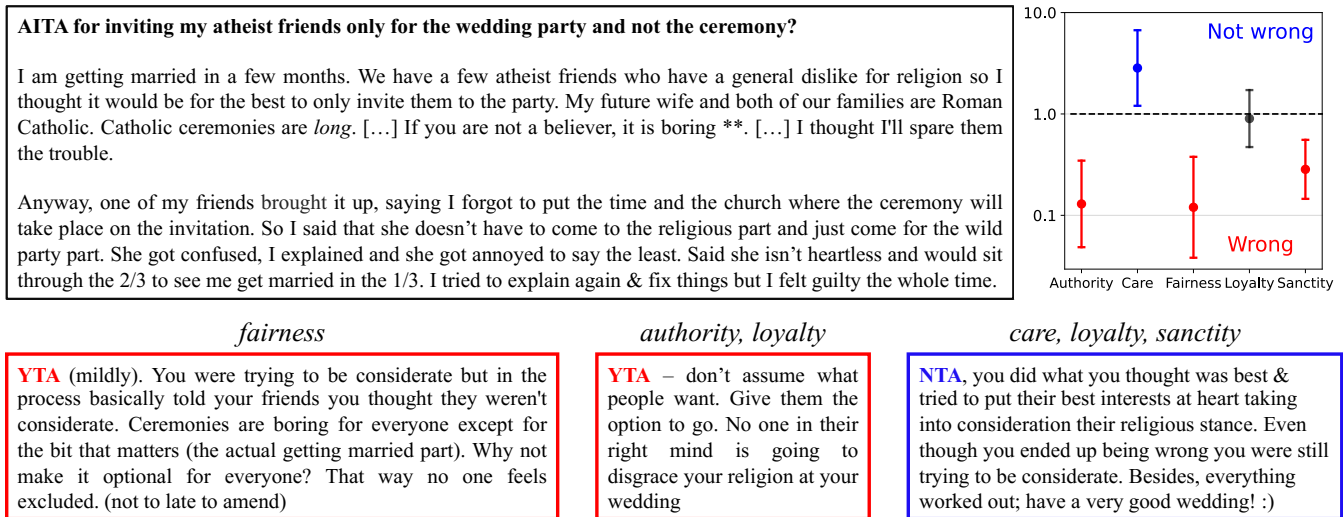 AITA for inviting my atheist friends only for the wedding party and not the ceremony?
I am getting married in a few months. We have a few atheist friends who have a general dislike for religion so I
thought it would be for the best to only invite them to the party. My future wife and both of our families are Roman
Catholic. Catholic ceremonies are long. […] If you are not a believer, it is boring **. […] I thought I'll spare them
the trouble.
Anyway, one of my friends brought it up, saying I forgot to put the time and the church where the ceremony will
take place on the invitation. So I said that she doesn’t have to come to the religious part and just come for the wild
party part. She got confused, I explained and she got annoyed to say the least. Said she isn’t heartless and would sit
through the 2/3 to see me get married in the 1/3. I tried to explain again & fix things but I felt guilty the whole time.
10.0
Not wrong
1.0
0.1
Wrong
Authority Care Fairness Loyalty Sanctity
fairness
YTA (mildly). You were trying to be considerate but in the
process basically told your friends you thought they weren't
considerate. Ceremonies are boring for everyone except for
the bit that matters (the actual getting married part). Why not
make it optional for everyone? That way no one feels
excluded. (not to late to amend)
authority, loyalty
YTA – don’t assume what
people want. Give them the
option to go. No one in their
right mind is going to
disgrace your religion at your
wedding
care, loyalty, sanctity
NTA, you did what you thought was best &
tried to put their best interests at heart taking
into consideration their religious stance. Even
though you ended up being wrong you were still
trying to be considerate. Besides, everything
worked out; have a very good wedding! :)